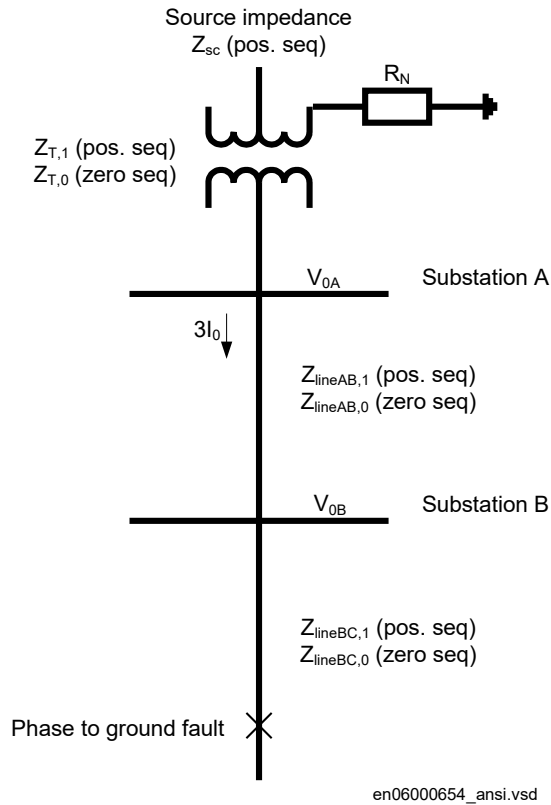 Source impedance
Zsc (pos. seq)
RN
ZT,1 (pos. seq)
ZT,0 (zero seq)
V0A
Substation A
3I0
ZlineAB,1 (pos. seq)
ZlineAB,0 (zero seq)
V0B
Substation B
ZlineBC,1 (pos. seq)
ZlineBC,0 (zero seq)
Phase to ground fault
en06000654_ansi.vsd